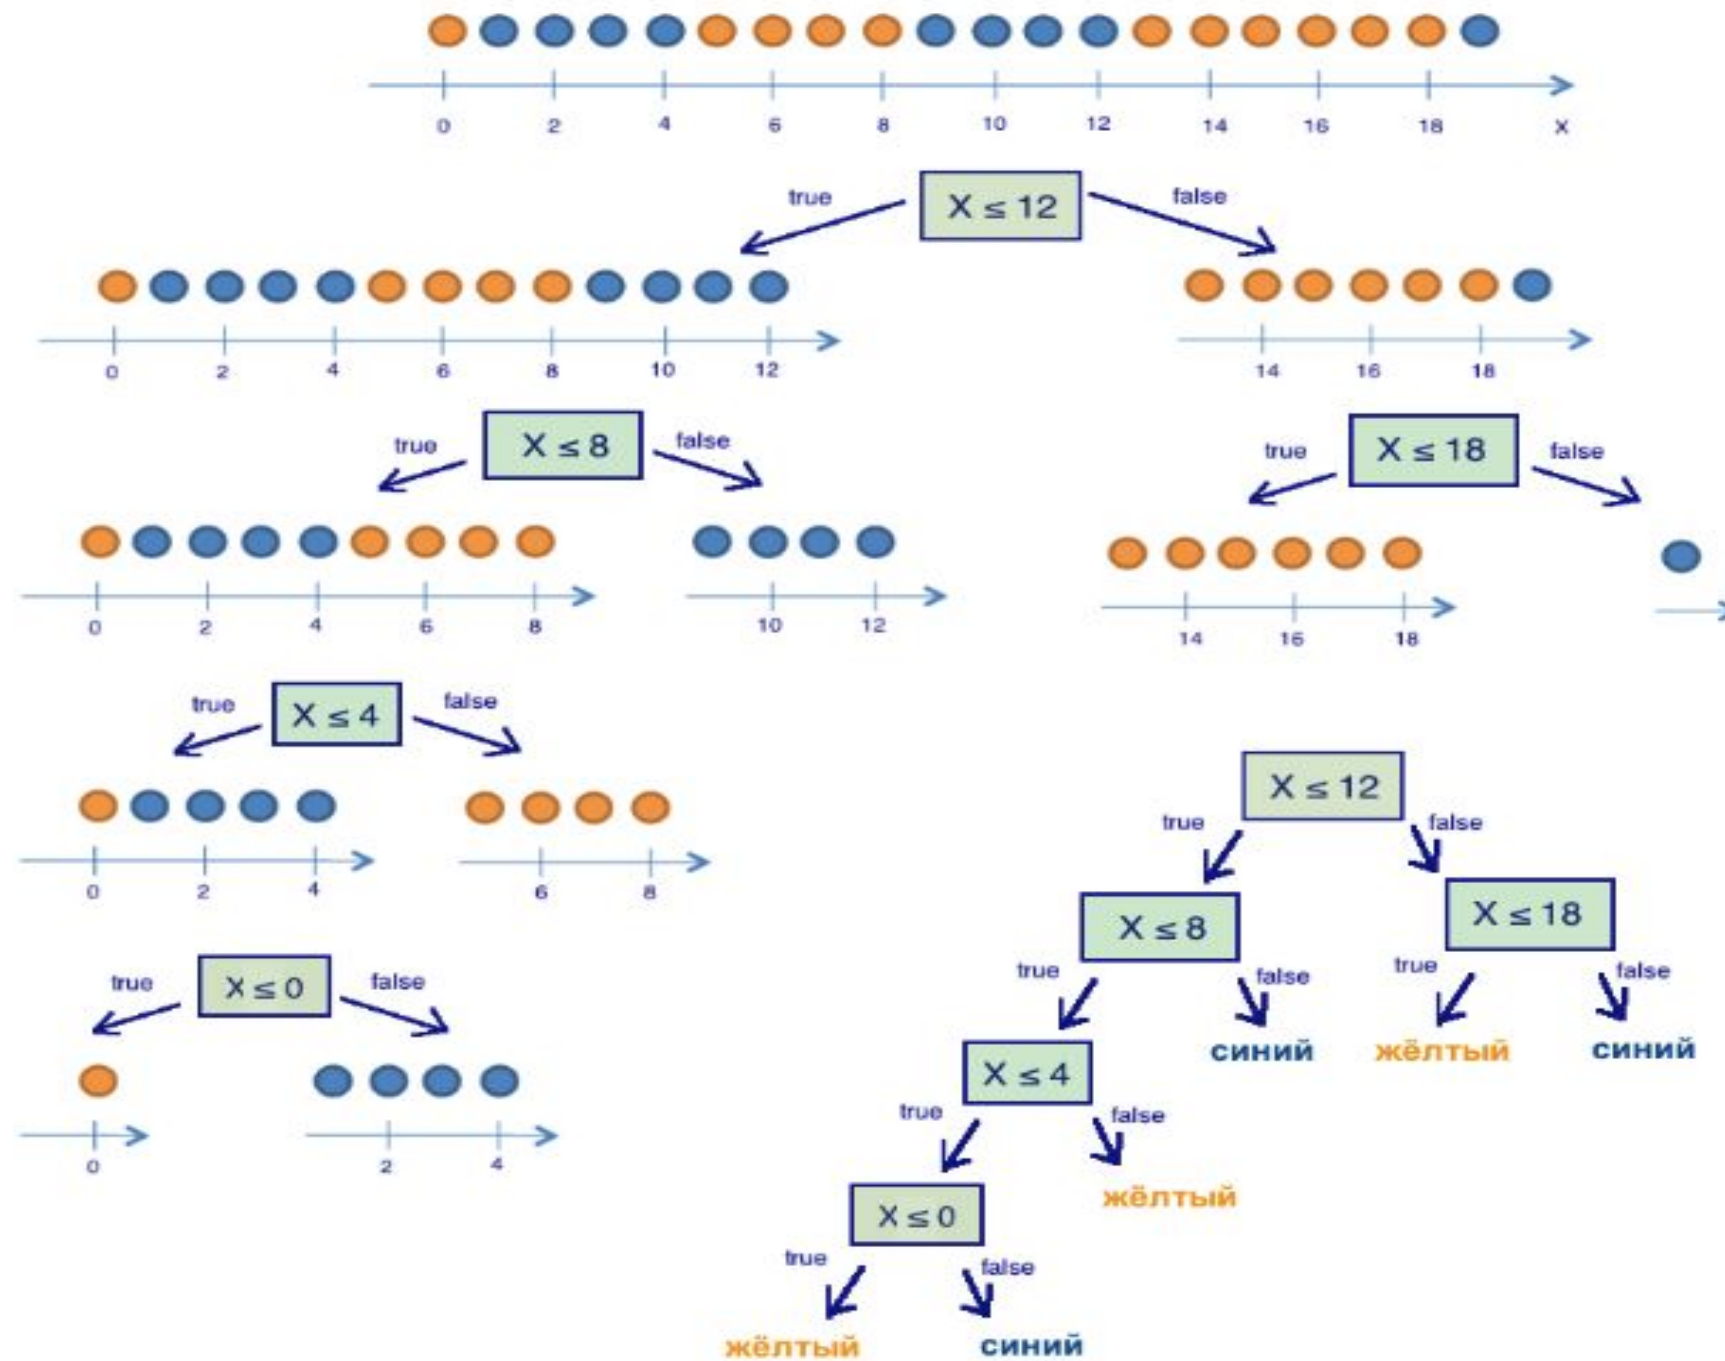 0 2 4 6 8 10 12 14 16 18 X
X ≤ 12
true false
0 2 4 6 8 10 12
14 16 18
X ≤ 8
true false
X ≤ 18
true false
0 2 4 6 8
10 12
14 16 18
X ≤ 4
true false
0 2 4
6 8
X ≤ 0
true false
0
2 4
X ≤ 12
true false
X ≤ 8
X ≤ 18
true false
true false
X ≤ 4
синий
жёлтый
синий
true false
X ≤ 0
жёлтый
true false
жёлтый
синий